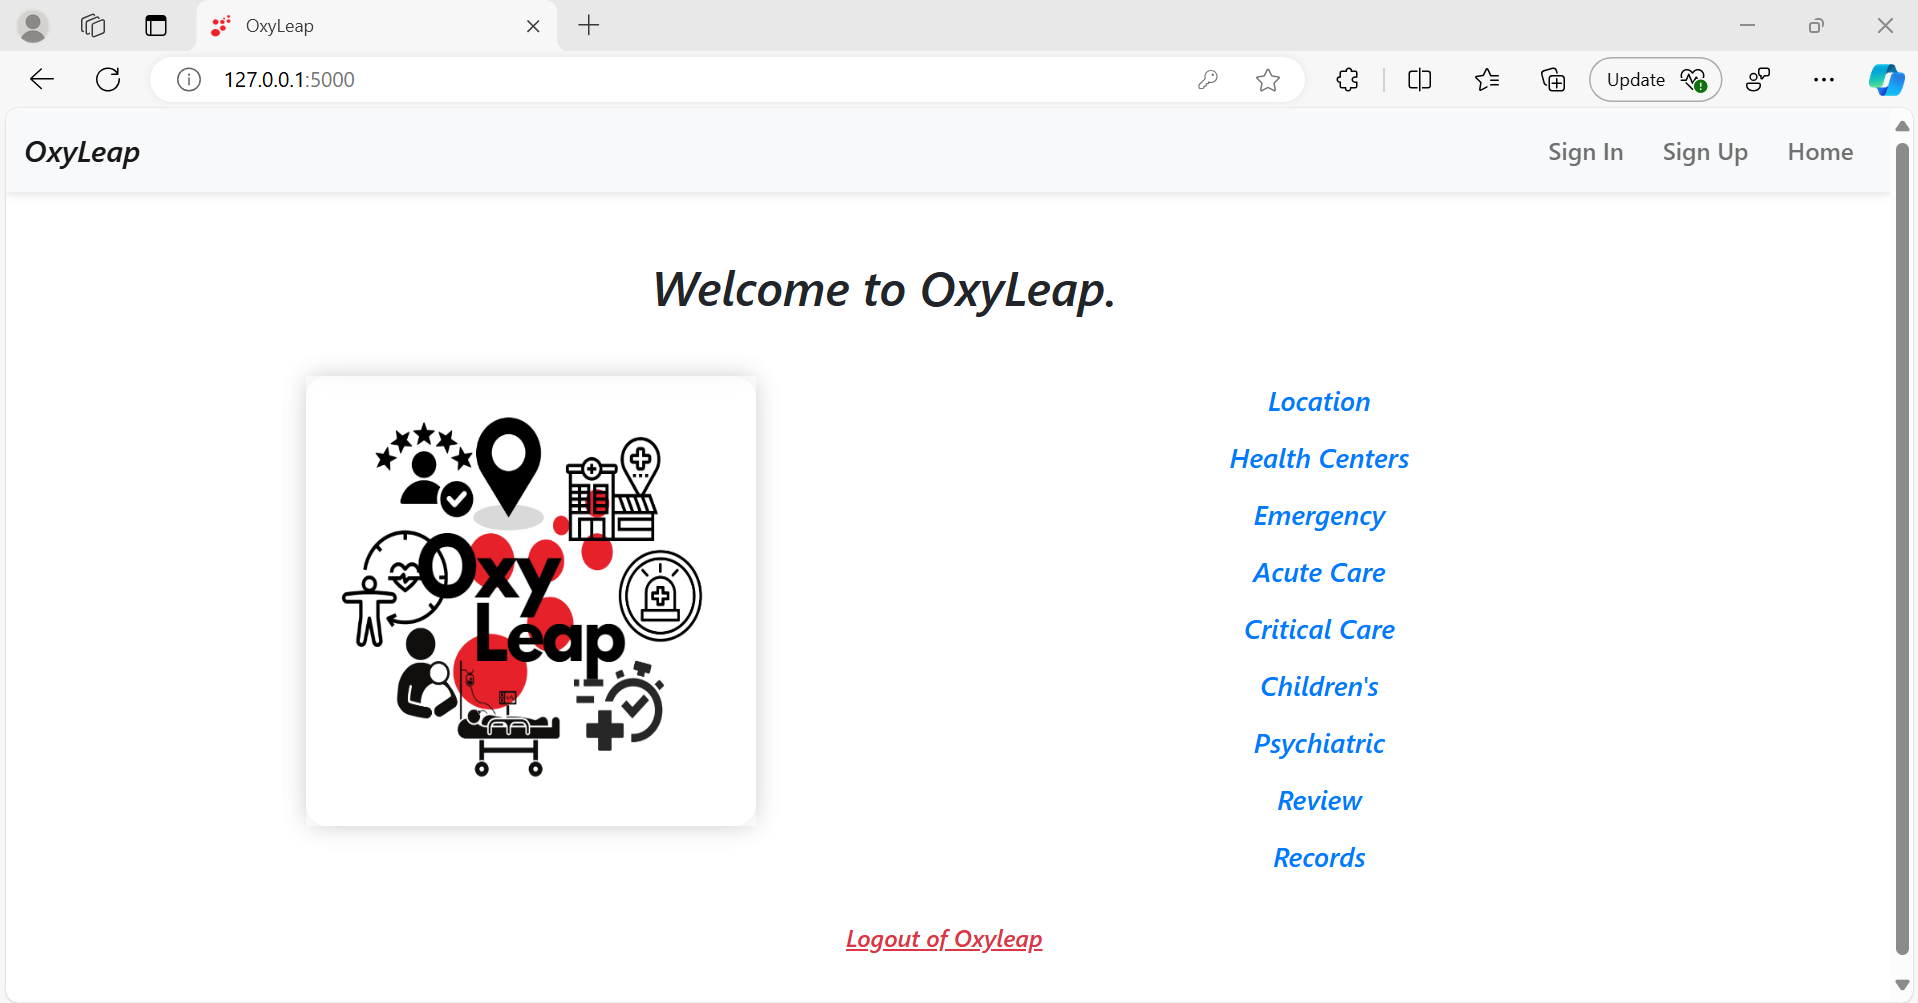 OxyLeap
127.0.0.1:5000
Update
OxyLeap
Sign In
Sign Up
Home
Welcome to OxyLeap.
Oxy
Leap
Location
Health Centers
Emergency
Acute Care
Critical Care
Children's
Psychiatric
Review
Records
Logout of Oxyleap